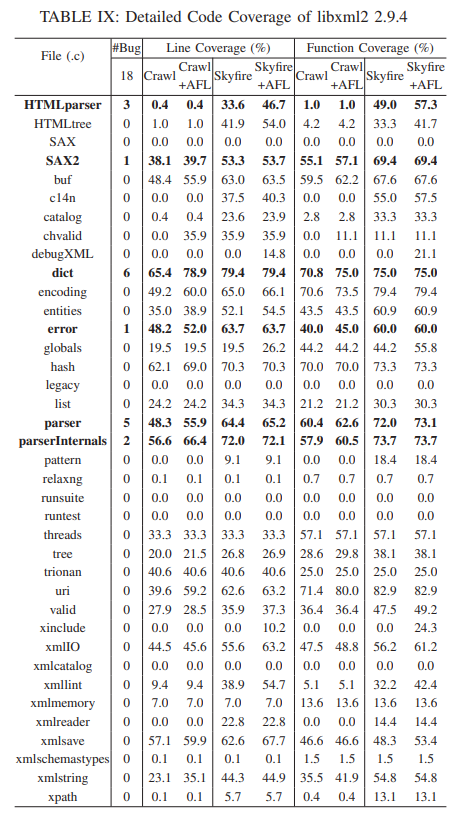 TABLE IX: Detailed Code Coverage of libxml2 2.9.4
File (.c) #Bug Line Coverage (%) Function Coverage (%)
18 Crawl Crawl +AFL Skyfire Skyfire +AFL Crawl Crawl +AFL Skyfire Skyfire +AFL
HTMLparser 3 0.4 0.4 33.6 46.7 1.0 1.0 49.0 57.3
HTMLtree 0 1.0 1.0 41.9 54.0 4.2 4.2 33.3 41.7
SAX 0 0.0 0.0 0.0 0.0 0.0 0.0 0.0 0.0
SAX2 1 38.1 39.7 53.3 53.7 55.1 57.1 69.4 69.4
buf 0 48.4 55.9 63.0 63.5 59.5 62.2 67.6 67.6
c14n 0 0.0 0.0 37.5 40.3 0.0 0.0 55.0 57.5
catalog 0 0.4 0.4 23.6 23.9 2.8 2.8 33.3 33.3
chvalid 0 0.0 35.9 35.9 35.9 0.0 11.1 11.1 11.1
debugXML 0 0.0 0.0 0.0 14.8 0.0 0.0 0.0 21.1
dict 6 65.4 78.9 79.4 79.4 70.8 75.0 75.0 75.0
encoding 0 49.2 60.0 65.0 66.1 70.6 73.5 79.4 79.4
entities 0 35.0 38.9 52.1 54.5 43.5 43.5 60.9 60.9
error 1 48.2 52.0 63.7 63.7 40.0 45.0 60.0 60.0
globals 0 19.5 19.5 19.5 26.2 44.2 44.2 44.2 55.8
hash 0 62.1 69.0 70.3 70.3 70.0 70.0 73.3 73.3
legacy 0 0.0 0.0 0.0 0.0 0.0 0.0 0.0 0.0
list 0 24.2 24.2 34.3 34.3 21.2 21.2 30.3 30.3
parser 5 48.3 55.9 64.4 65.2 60.4 62.6 72.0 73.1
parserInternals 2 56.6 66.4 72.0 72.1 57.9 60.5 73.7 73.7
pattern 0 0.0 0.0 9.1 9.1 0.0 0.0 18.4 18.4
relaxng 0 0.1 0.1 0.1 0.1 0.7 0.7 0.7 0.7
runsuite 0 0.0 0.0 0.0 0.0 0.0 0.0 0.0 0.0
runtest 0 0.0 0.0 0.0 0.0 0.0 0.0 0.0 0.0
threads 0 33.3 33.3 33.3 33.3 57.1 57.1 57.1 57.1
tree 0 20.0 21.5 26.8 26.9 28.6 29.8 38.1 38.1
trionan 0 40.6 40.6 40.6 40.6 25.0 25.0 25.0 25.0
uri 0 39.6 59.2 62.6 63.2 71.4 80.0 82.9 82.9
valid 0 27.9 28.5 35.9 37.3 36.4 36.4 47.5 49.2
xinclude 0 0.0 0.0 0.0 10.2 0.0 0.0 0.0 24.3
xmlIO 0 44.5 45.6 55.6 63.2 47.5 48.8 56.2 61.2
xmlcatalog 0 0.0 0.0 0.0 0.0 0.0 0.0 0.0 0.0
xmllint 0 9.4 9.4 38.9 54.7 5.1 5.1 32.2 42.4
xmlmemory 0 7.0 7.0 7.0 7.0 13.6 13.6 13.6 13.6
xmlreader 0 0.0 0.0 22.8 22.8 0.0 0.0 14.4 14.4
xmlsave 0 57.1 59.9 62.6 67.7 46.6 46.6 48.3 53.4
xmlschemastypes 0 0.1 0.1 0.1 0.1 1.5 1.5 1.5 1.5
xmlstring 0 23.1 35.1 44.3 44.9 35.5 41.9 54.8 54.8
xpath 0 0.1 0.1 5.7 5.7 0.4 0.4 13.1 13.1